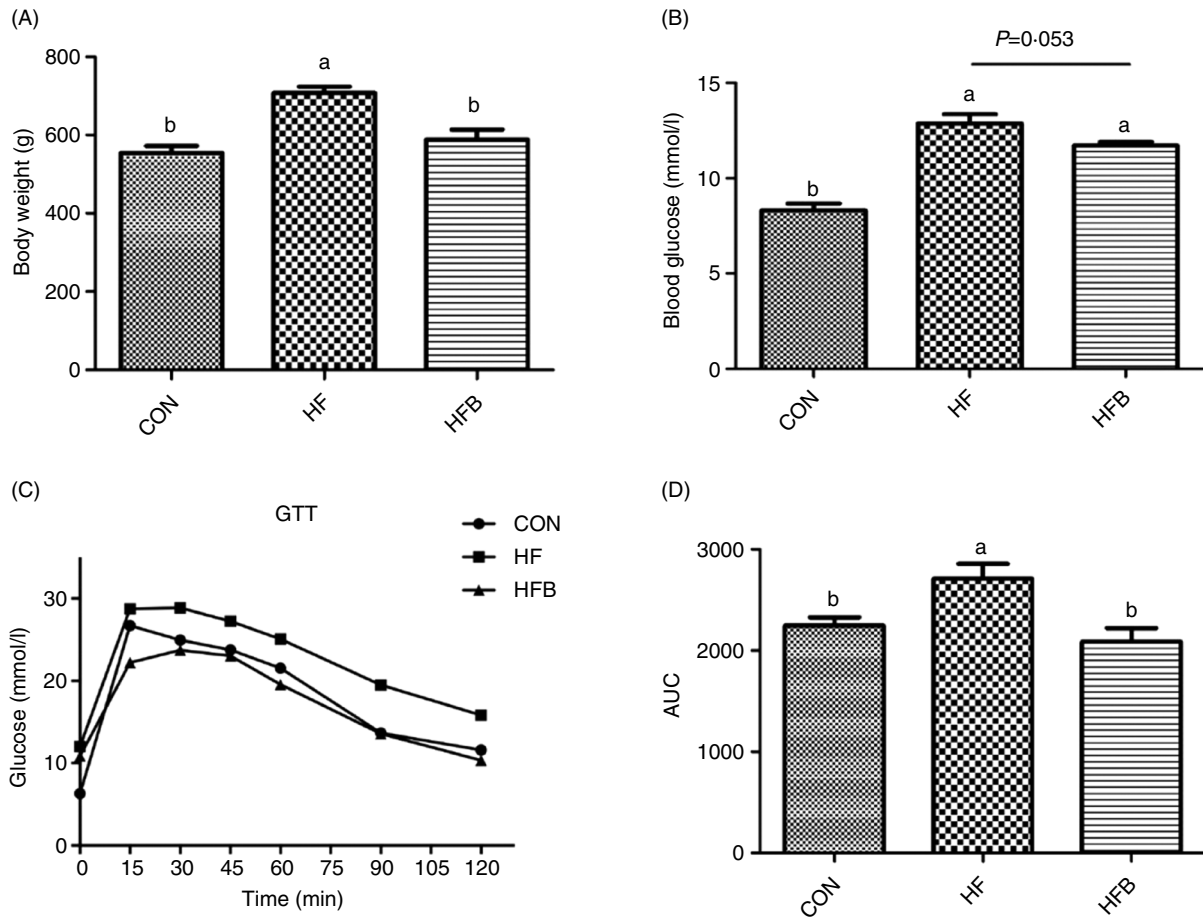 (A)
800
600
400
200
0
Body weight (g)
b
a
b
CON
HF
HFB
(B)
P=0·053
15
10
5
0
Blood glucose (mmol/l)
b
a
a
CON
HF
HFB
(C)
GTT
CON
HF
HFB
30
20
10
0
Glucose (mmol/l)
0 15 30 45 60 75 90 105 120
Time (min)
(D)
3000
2000
1000
0
AUC
b
a
b
CON
HF
HFB